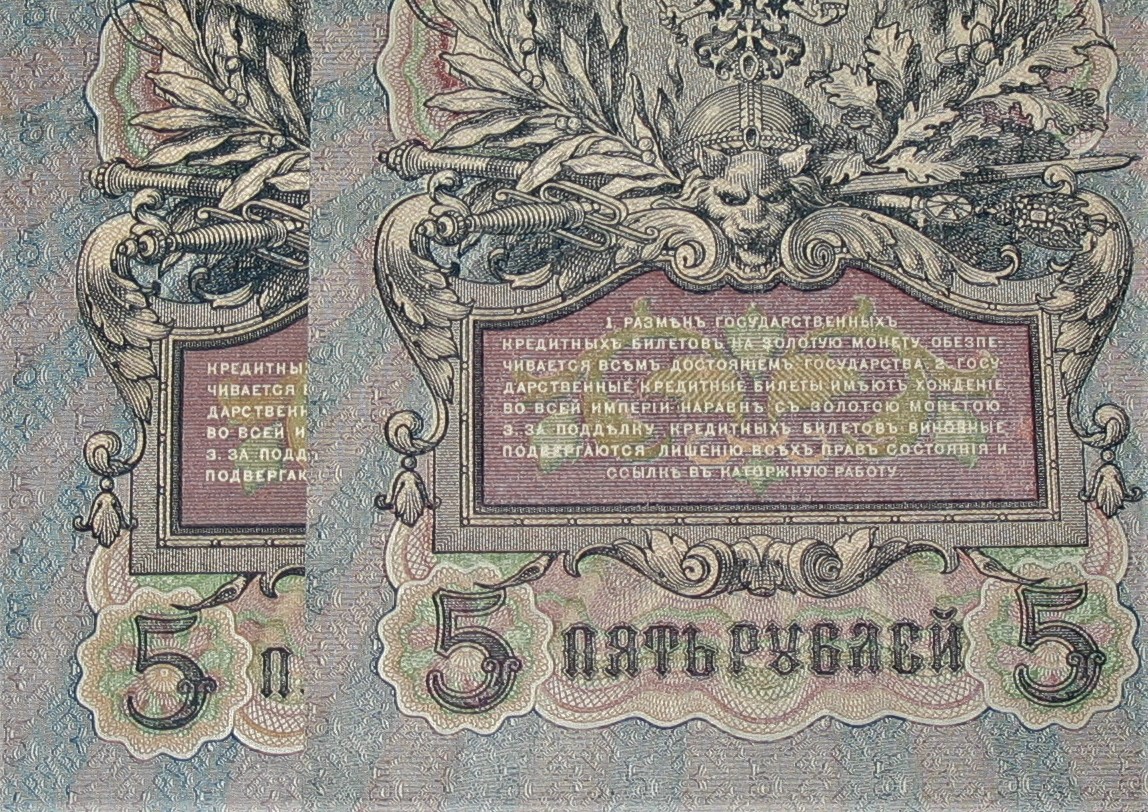 I. РАЗМѢНЪ ГОСУДАРСТВЕННЫХЪ
КРЕДИТНЫХЪ БИЛЕТОВЪ НА ЗОЛОТУЮ МОНЕТУ ОБЕЗПЕ-
ЧИВАЕТСЯ ВСѢМЪ ДОСТОЯНІЕМЪ ГОСУДАРСТВА 2. ГОСУ
ДАРСТВЕННЫЕ КРЕДИТНЫЕ БИЛЕТЫ ИМѢЮТЪ ХОЖДЕНІЕ
ВО ВСЕЙ ИМПЕРІИ НАРАВНѢ СЪ ЗОЛОТОЮ МОНЕТОЮ.
3. ЗА ПОДДѢЛКУ КРЕДИТНЫХЪ БИЛЕТОВЪ ВИНОВНЫЕ
ПОДВЕРГАЮТСЯ ЛИШЕНІЮ ВСѢХЪ ПРАВЪ СОСТОЯНІЯ И
ССЫЛКѢ ВЪ КАТОРЖНУЮ РАБОТУ.
5 ПЯТЬ РУБЛЕЙ 5
КРЕДИТНЫ
ЧИВАЕТСЯ
ДАРСТВЕНН
ВО ВСЕЙ И
3. ЗА ПОДД
ПОДВЕРГАЮ
5 П